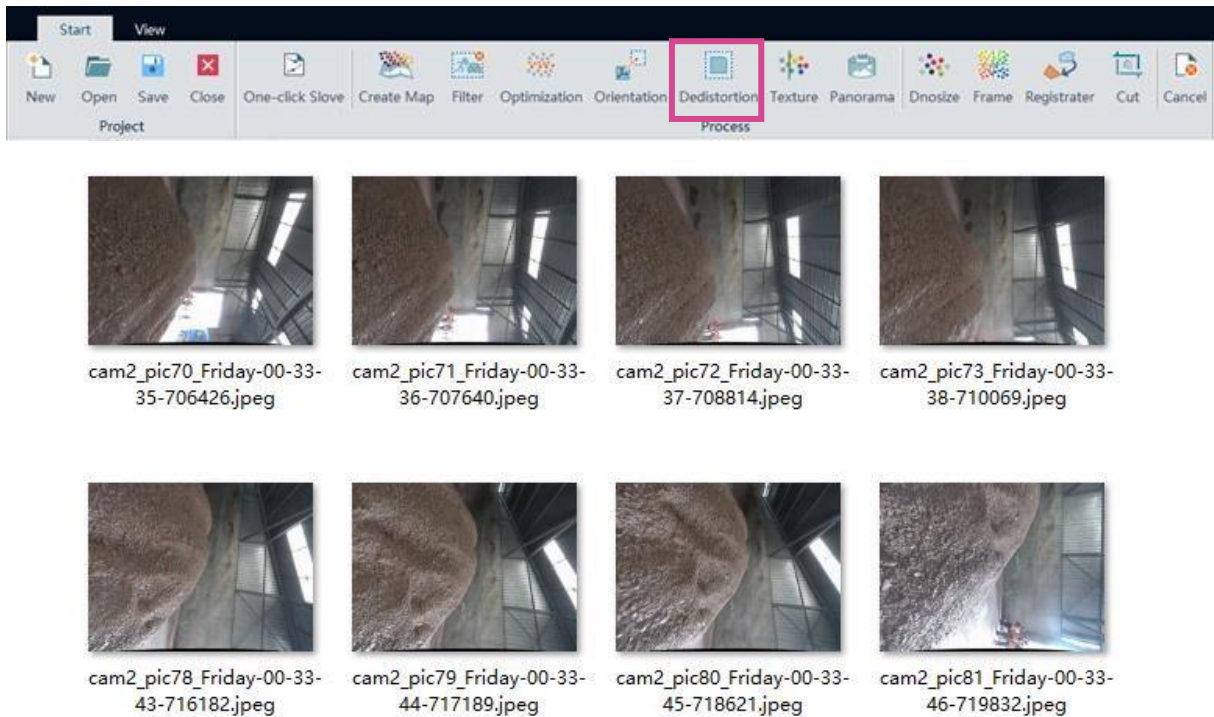 Start View
New Open Save Close One-click Slove Create Map Filter Optimization Orientation Dedistortion Texture Panorama Dnosize Frame Registrater Cut Cancel
Project Process
cam2_pic70_Friday-00-33-
35-706426.jpeg
cam2_pic71_Friday-00-33-
36-707640.jpeg
cam2_pic72_Friday-00-33-
37-708814.jpeg
cam2_pic73_Friday-00-33-
38-710069.jpeg
cam2_pic78_Friday-00-33-
43-716182.jpeg
cam2_pic79_Friday-00-33-
44-717189.jpeg
cam2_pic80_Friday-00-33-
45-718621.jpeg
cam2_pic81_Friday-00-33-
46-719832.jpeg